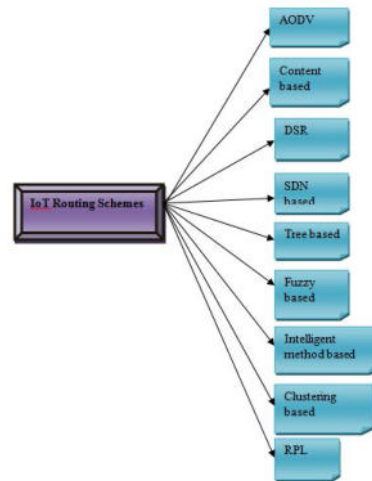 AODV
Content
based
DSR
SDN
based
IoT Routing Schemes
Tree based
Fuzzy
based
Intelligent
method based
Clustering
based
RPL